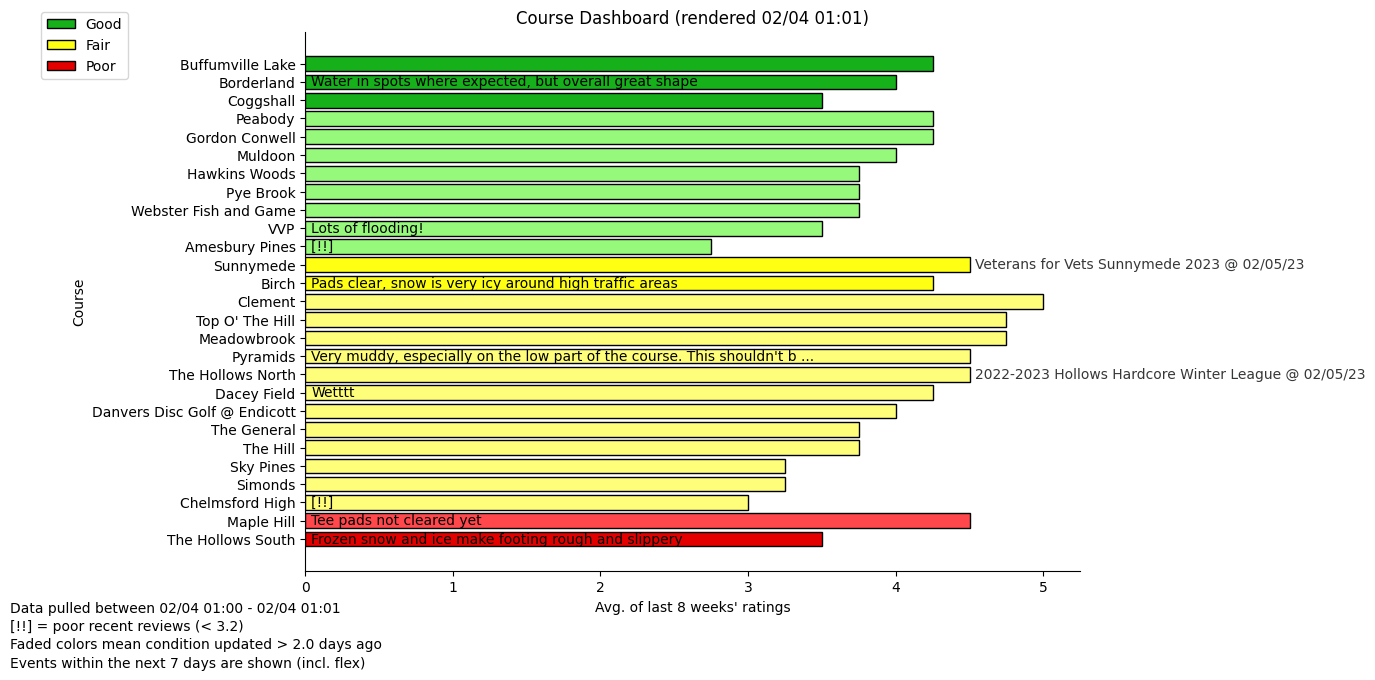 Course Dashboard (rendered 02/04 01:01)
Good
Fair
Poor
Course
Buffumville Lake
Borderland Water in spots where expected, but overall great shape
Coggshall
Peabody
Gordon Conwell
Muldoon
Hawkins Woods
Pye Brook
Webster Fish and Game
VVP Lots of flooding!
Amesbury Pines [!!]
Sunnymede Veterans for Vets Sunnymede 2023 @ 02/05/23
Birch Pads clear, snow is very icy around high traffic areas
Clement
Top O' The Hill
Meadowbrook
Pyramids Very muddy, especially on the low part of the course. This shouldn't b ...
The Hollows North 2022-2023 Hollows Hardcore Winter League @ 02/05/23
Dacey Field Wetttt
Danvers Disc Golf @ Endicott
The General
The Hill
Sky Pines
Simonds
Chelmsford High [!!]
Maple Hill Tee pads not cleared yet
The Hollows South Frozen snow and ice make footing rough and slippery
0 1 2 3 4 5
Avg. of last 8 weeks' ratings
Data pulled between 02/04 01:00 - 02/04 01:01
[!!] = poor recent reviews (< 3.2)
Faded colors mean condition updated > 2.0 days ago
Events within the next 7 days are shown (incl. flex)